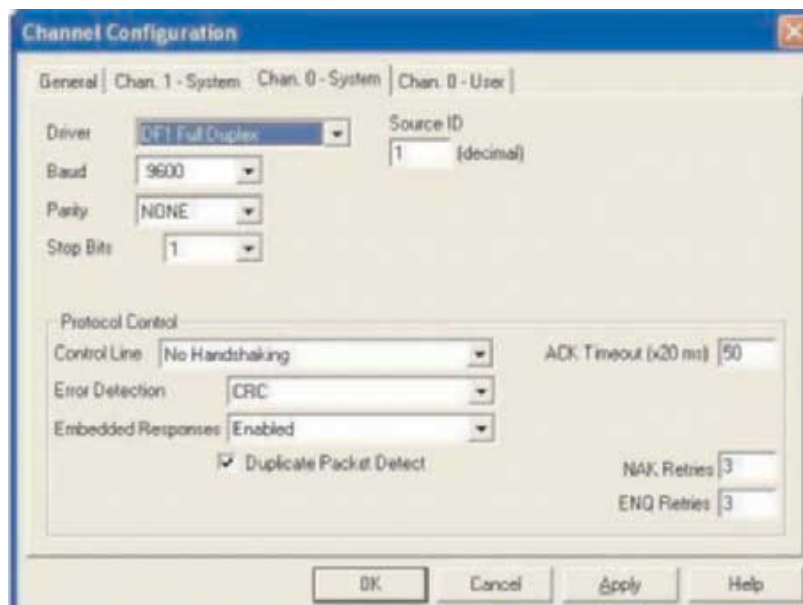 Channel Configuration
General Chan. 1 - System Chan. 0 - System Chan. 0 - User
Driver DF1 Full Duplex Source ID
1 (decimal)
Baud 9600
Parity NONE
Stop Bits 1
Protocol Control
Control Line No Handshaking ACK Timeout (x20 ms) 50
Error Detection CRC
Embedded Responses Enabled
Duplicate Packet Detect NAK Retries 3
ENQ Retries 3
OK Cancel Apply Help